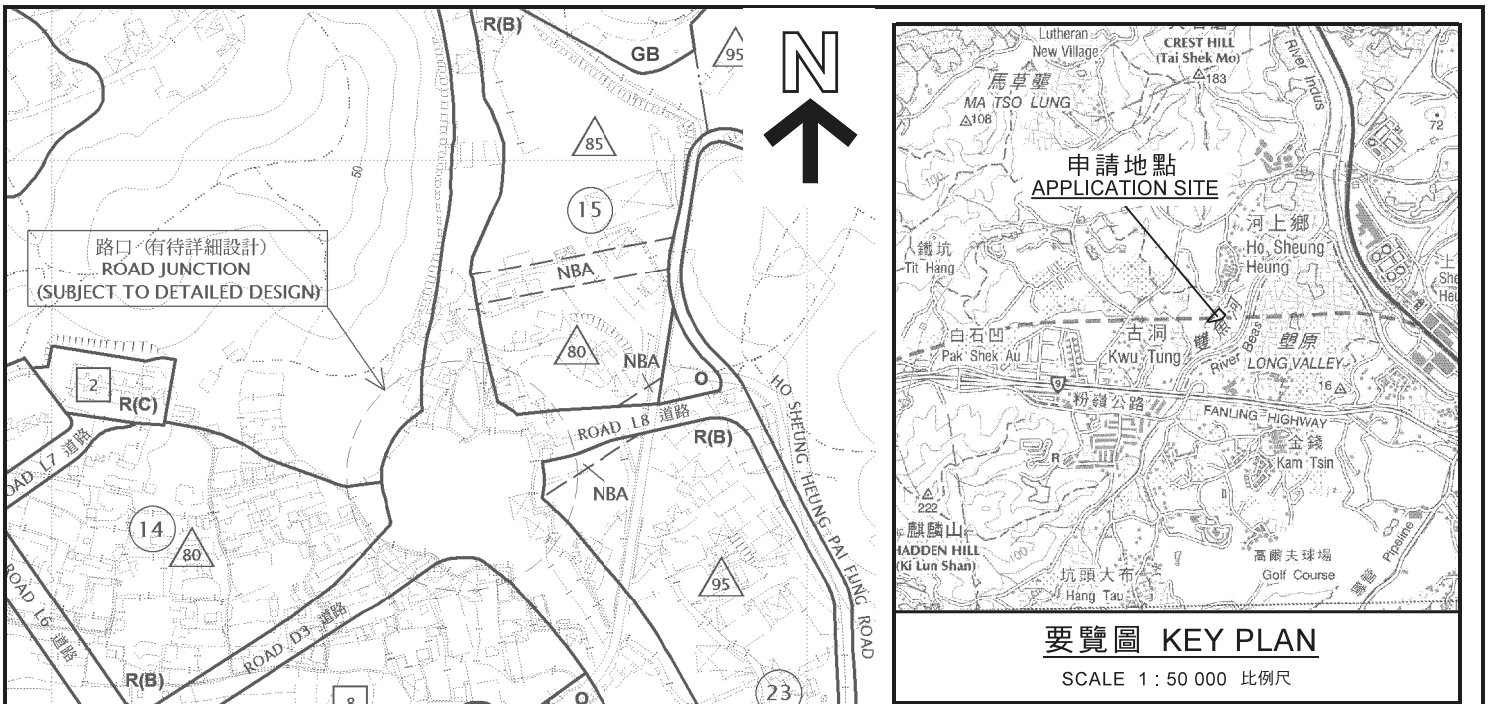 R(B)
GB
95
N
85
50
15
路口 (有待詳細設計)
ROAD JUNCTION
(SUBJECT TO DETAILED DESIGN)
NBA
80
NBA
O
2
R(C)
ROAD L8 道路
R(B)
HO SHEUNG HEUNG PAI FUNG ROAD
OAD L7 道路
NBA
14
80
95
ROAD L6 道路
ROAD D3 道路
R(B)
8
O
23
Lutheran
New Village
CREST HILL
(Tai Shek Mo)
183
River Indus
馬草壟
MA TSO LUNG
108
72
申請地點
APPLICATION SITE
河上鄉
Ho Sheung
Heung
鐵坑
Tit Hang
上
She
Heu
白石凹
Pak Shek Au
古洞
Kwu Tung
雙魚河
River Beas
塱原
LONG VALLEY
16
9
粉嶺公路
FANLING HIGHWAY
金錢
Kam Tsin
R
222
麒麟山
HADDEN HILL
(Ki Lun Shan)
100
坑頭大布
Hang Tau
高爾夫球場
Golf Course
Pipeline
要覽圖 KEY PLAN
SCALE 1 : 50 000 比例尺